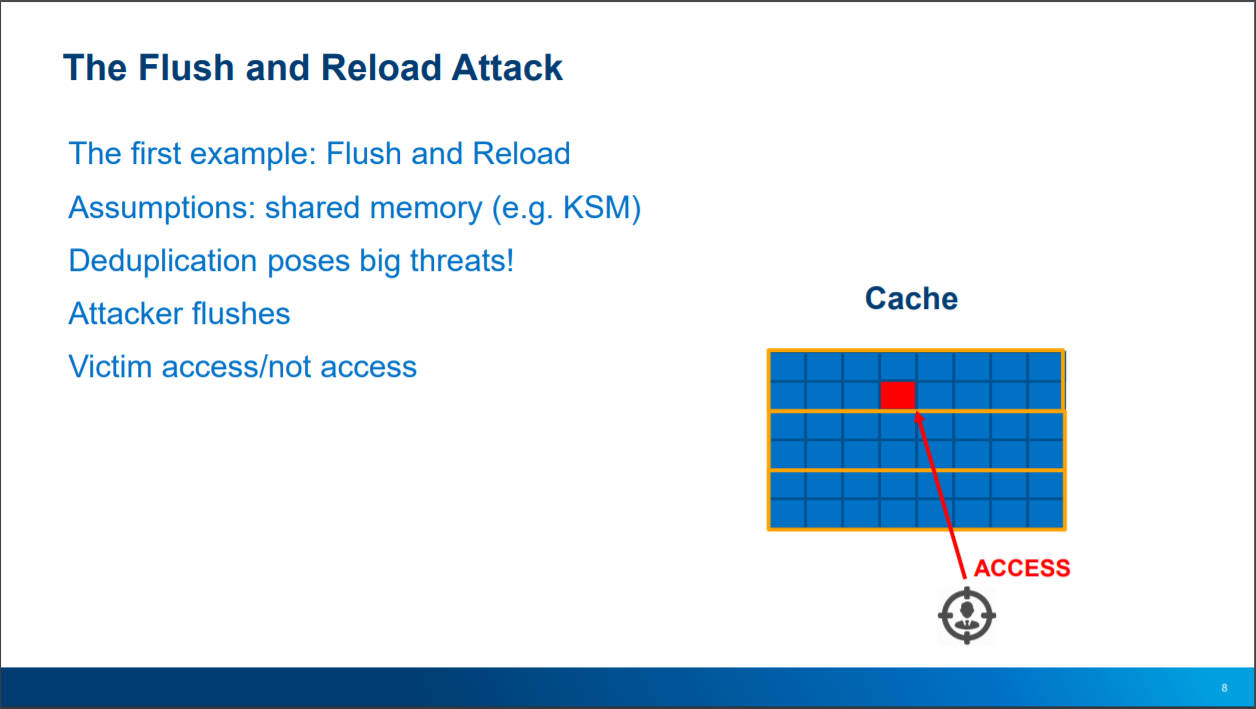 The Flush and Reload Attack
The first example: Flush and Reload
Assumptions: shared memory (e.g. KSM)
Deduplication poses big threats!
Attacker flushes
Victim access/not access
Cache
ACCESS
8